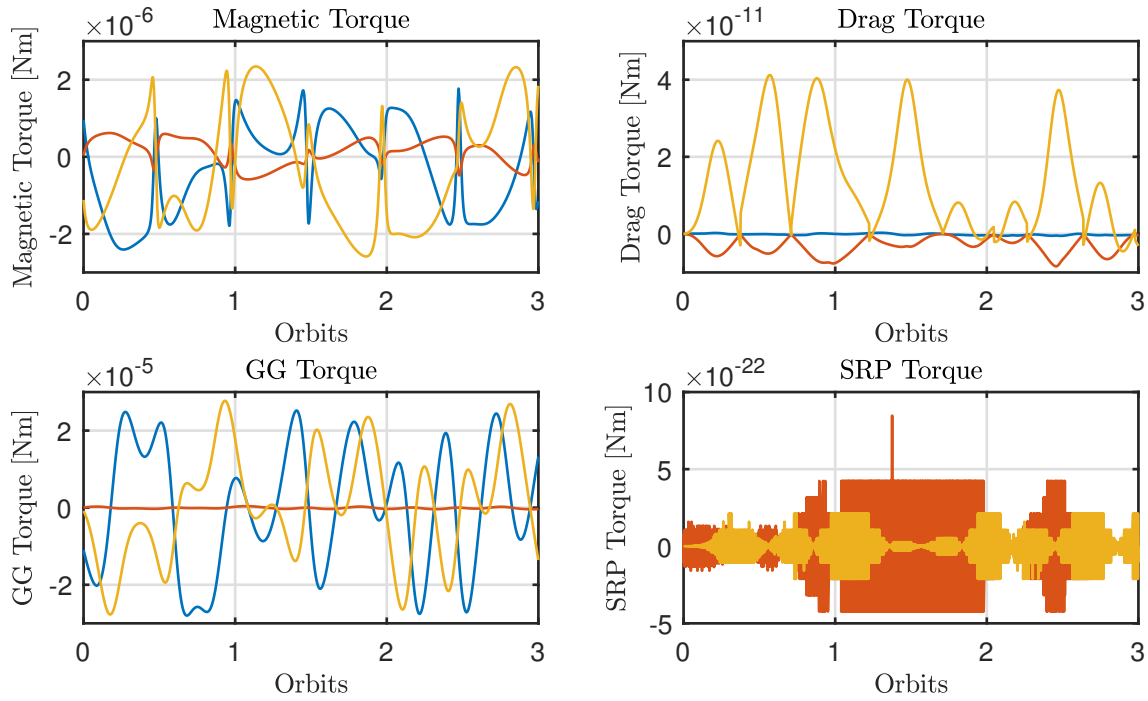 ×10⁻⁶ Magnetic Torque
Magnetic Torque [Nm]
2
0
-2
0 1 2 3
Orbits
×10⁻¹¹ Drag Torque
Drag Torque [Nm]
4
2
0
0 1 2 3
Orbits
×10⁻⁵ GG Torque
GG Torque [Nm]
2
0
-2
0 1 2 3
Orbits
×10⁻²² SRP Torque
SRP Torque [Nm]
10
5
0
-5
0 1 2 3
Orbits